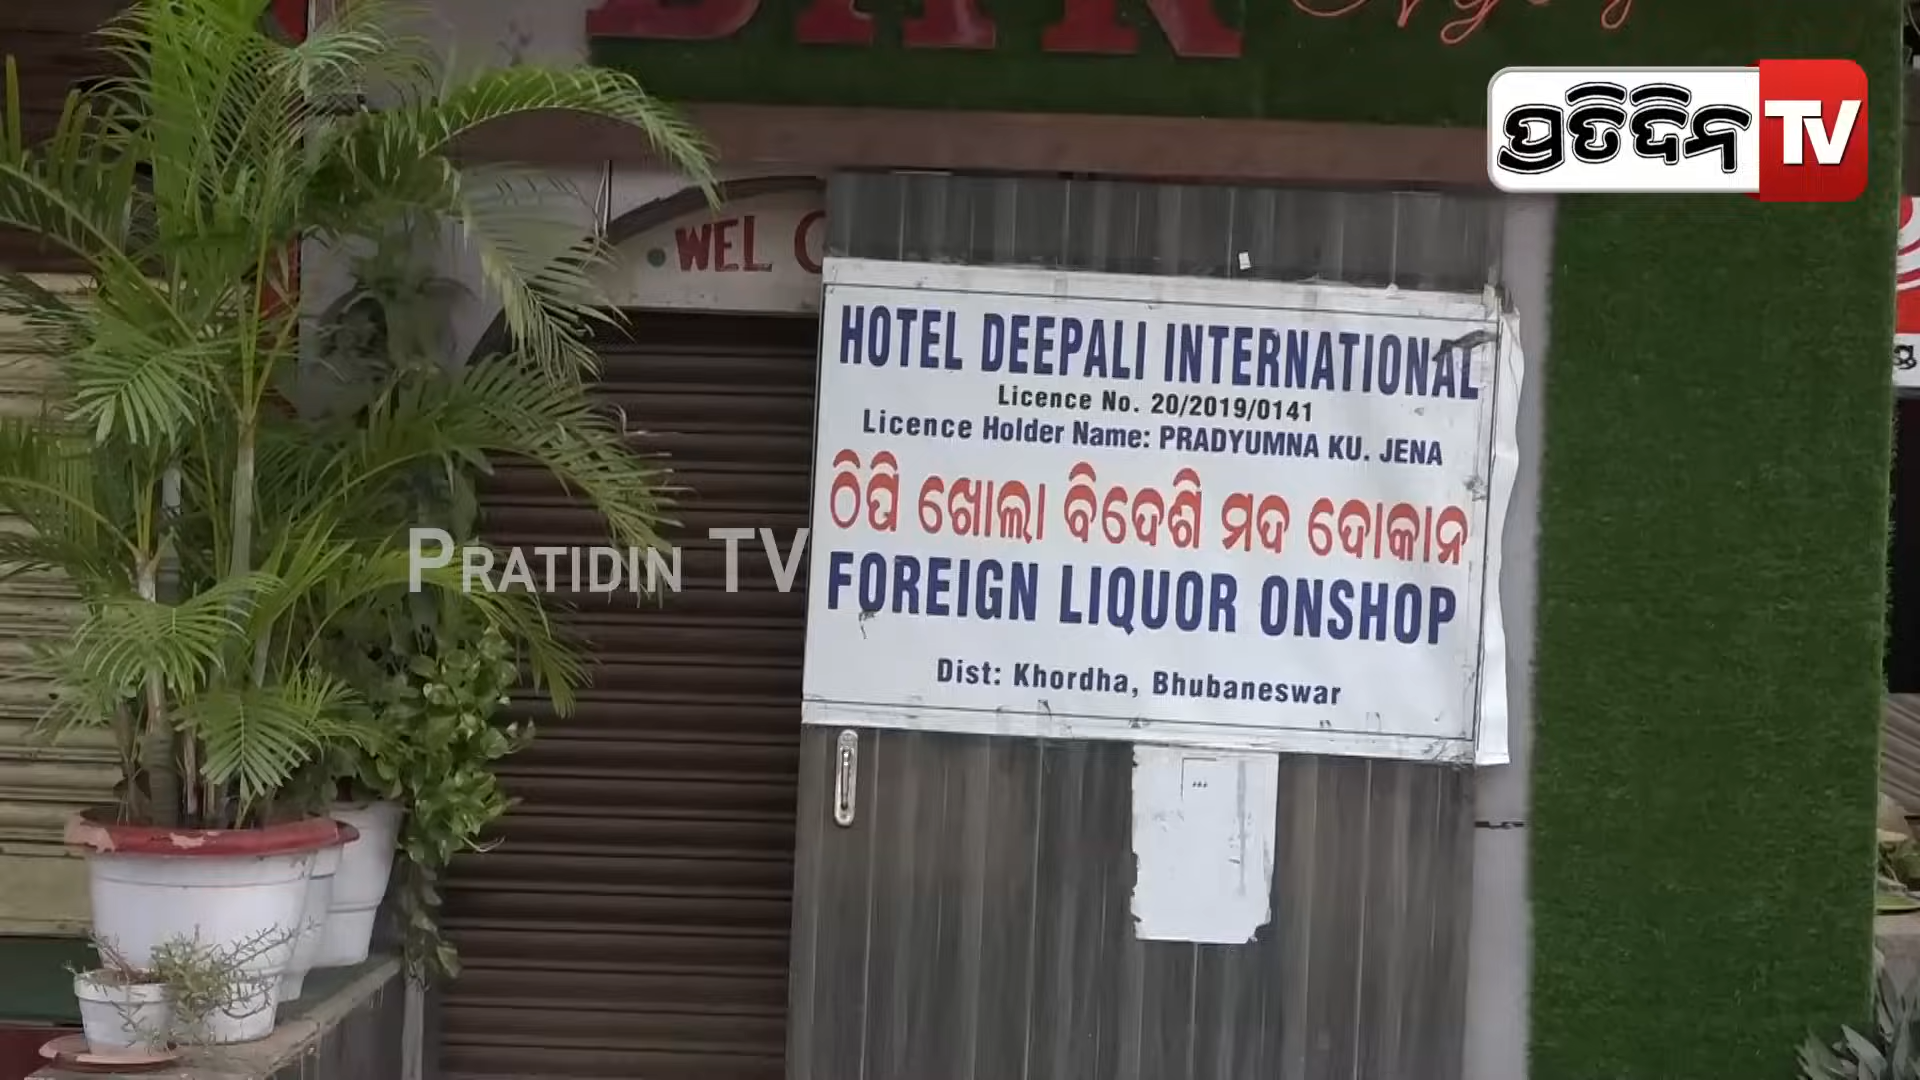 BAR
ପ୍ରତିଦିନ TV
WEL
HOTEL DEEPALI INTERNATIONAL
Licence No. 20/2019/0141
Licence Holder Name: PRADYUMNA KU. JENA
ଠିପି ଖୋଲା ବିଦେଶି ମଦ ଦୋକାନ
PRATIDIN TV
FOREIGN LIQUOR ONSHOP
Dist: Khordha, Bhubaneswar